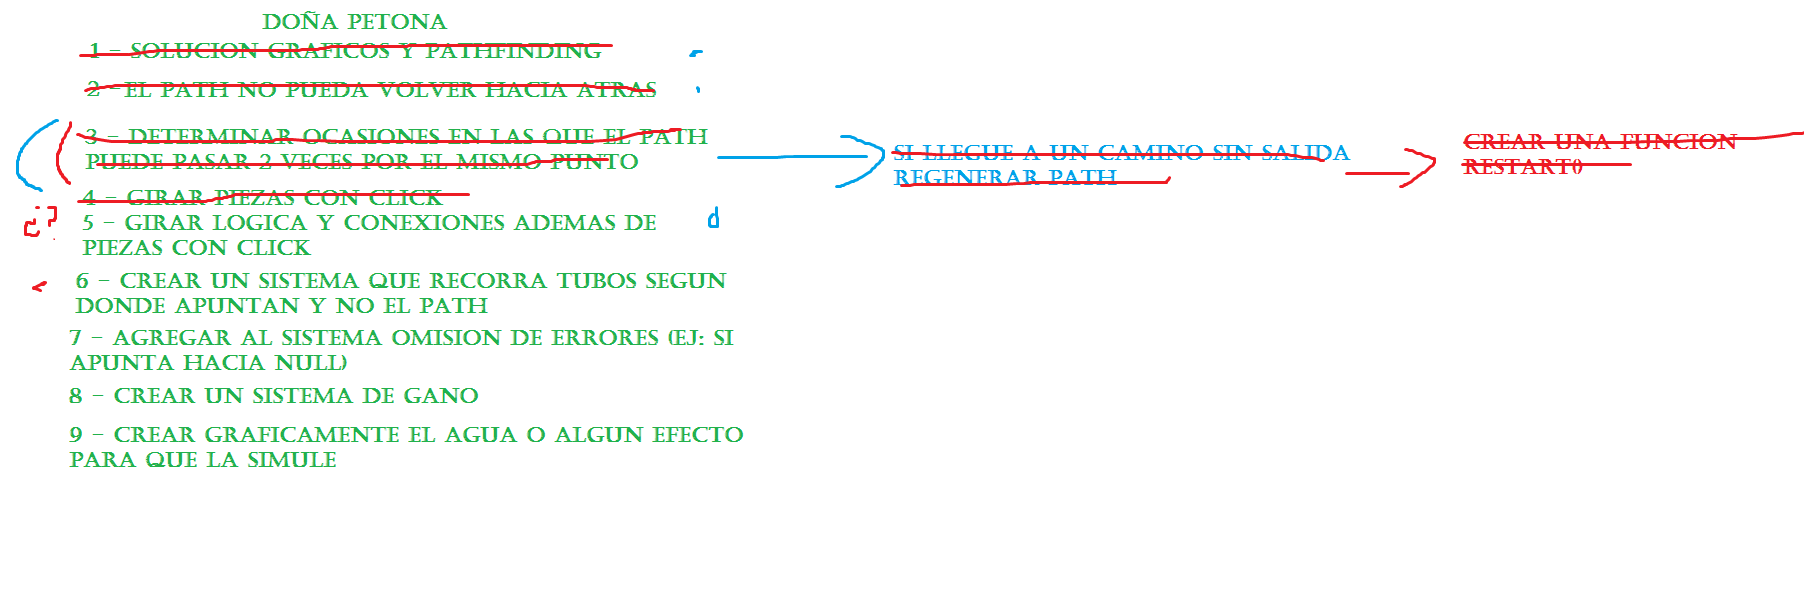 DOÑA PETONA
1 - SOLUCION GRAFICOS Y PATHFINDING
2 - EL PATH NO PUEDA VOLVER HACIA ATRAS
3 - DETERMINAR OCASIONES EN LAS QUE EL PATH
PUEDE PASAR 2 VECES POR EL MISMO PUNTO
SI LLEGUE A UN CAMINO SIN SALIDA
REGENERAR PATH
CREAR UNA FUNCION
RESTART()
4 - GIRAR PIEZAS CON CLICK
¿?
5 - GIRAR LOGICA Y CONEXIONES ADEMAS DE
PIEZAS CON CLICK
6 - CREAR UN SISTEMA QUE RECORRA TUBOS SEGUN
DONDE APUNTAN Y NO EL PATH
7 - AGREGAR AL SISTEMA OMISION DE ERRORES (EJ: SI
APUNTA HACIA NULL)
8 - CREAR UN SISTEMA DE GANO
9 - CREAR GRAFICAMENTE EL AGUA O ALGUN EFECTO
PARA QUE LA SIMULE